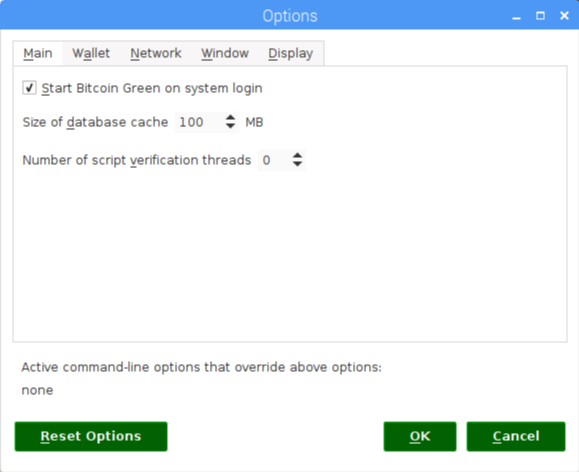 Options
Main Wallet Network Window Display
Start Bitcoin Green on system login
Size of database cache 100 MB
Number of script verification threads 0
Active command-line options that override above options:
none
Reset Options OK Cancel